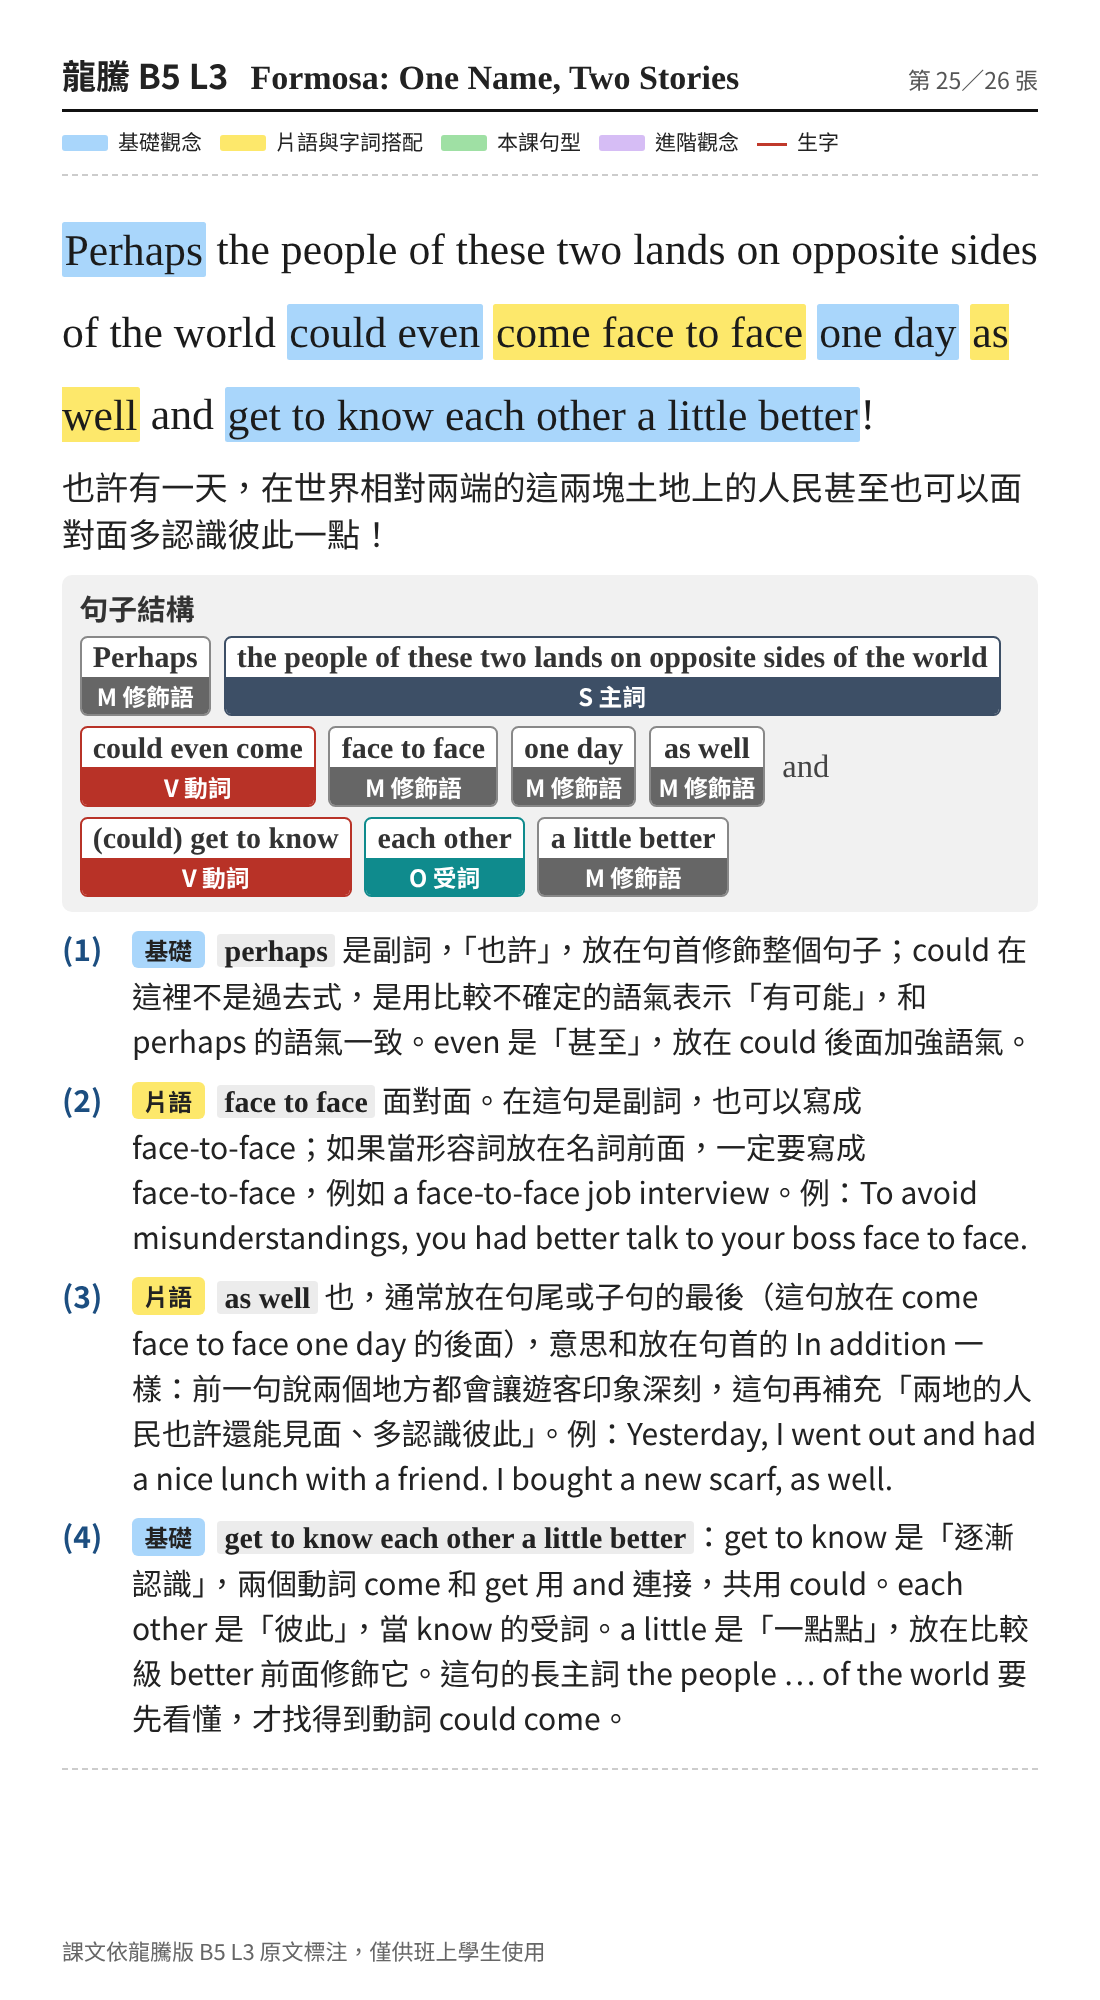 龍騰 B5 L3 Formosa: One Name, Two Stories 第 25／26 張
基礎觀念 片語與字詞搭配 本課句型 進階觀念 生字
Perhaps the people of these two lands on opposite sides
of the world could even come face to face one day as
well and get to know each other a little better!
也許有一天，在世界相對兩端的這兩塊土地上的人民甚至也可以面
對面多認識彼此一點！
句子結構
Perhaps the people of these two lands on opposite sides of the world
M 修飾語 S 主詞
could even come face to face one day as well and
V 動詞 M 修飾語 M 修飾語 M 修飾語
(could) get to know each other a little better
V 動詞 O 受詞 M 修飾語
(1) 基礎 perhaps 是副詞，「也許」，放在句首修飾整個句子；could 在
這裡不是過去式，是用比較不確定的語氣表示「有可能」，和
perhaps 的語氣一致。even 是「甚至」，放在 could 後面加強語氣。
(2) 片語 face to face 面對面。在這句是副詞，也可以寫成
face-to-face；如果當形容詞放在名詞前面，一定要寫成
face-to-face，例如 a face-to-face job interview。例：To avoid
misunderstandings, you had better talk to your boss face to face.
(3) 片語 as well 也，通常放在句尾或子句的最後（這句放在 come
face to face one day 的後面），意思和放在句首的 In addition 一
樣：前一句說兩個地方都會讓遊客印象深刻，這句再補充「兩地的人
民也許還能見面、多認識彼此」。例：Yesterday, I went out and had
a nice lunch with a friend. I bought a new scarf, as well.
(4) 基礎 get to know each other a little better：get to know 是「逐漸
認識」，兩個動詞 come 和 get 用 and 連接，共用 could。each
other 是「彼此」，當 know 的受詞。a little 是「一點點」，放在比較
級 better 前面修飾它。這句的長主詞 the people … of the world 要
先看懂，才找得到動詞 could come。
課文依龍騰版 B5 L3 原文標注，僅供班上學生使用